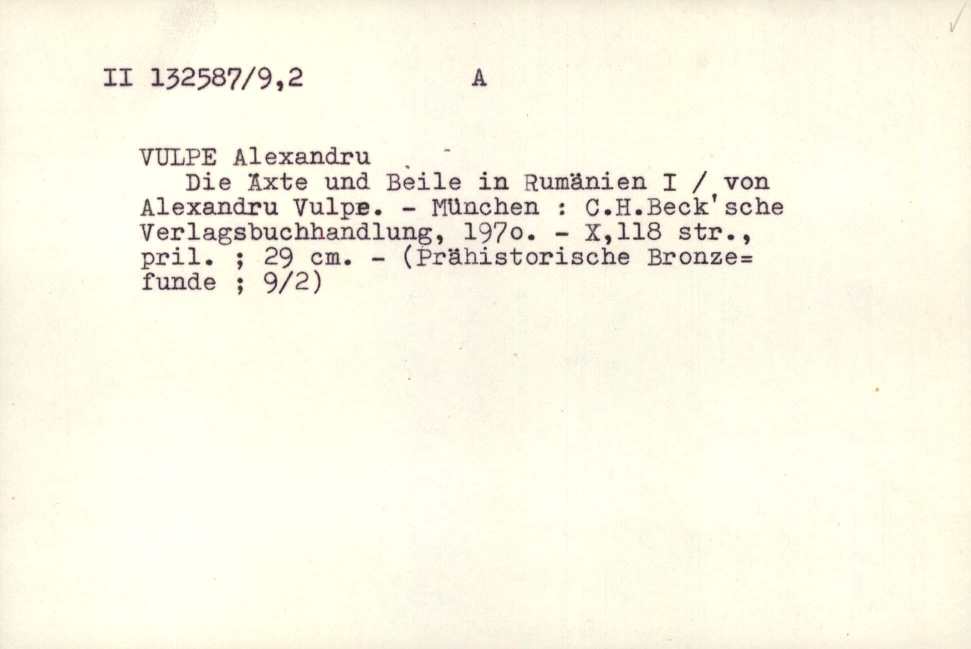 II 132587/9,2 A
VULPE Alexandru
Die Äxte und Beile in Rumänien I / von
Alexandru Vulpe. - München : C.H.Beck'sche
Verlagsbuchhandlung, 197o. - X,118 str.,
pril. ; 29 cm. - (Prähistorische Bronze=
funde ; 9/2)